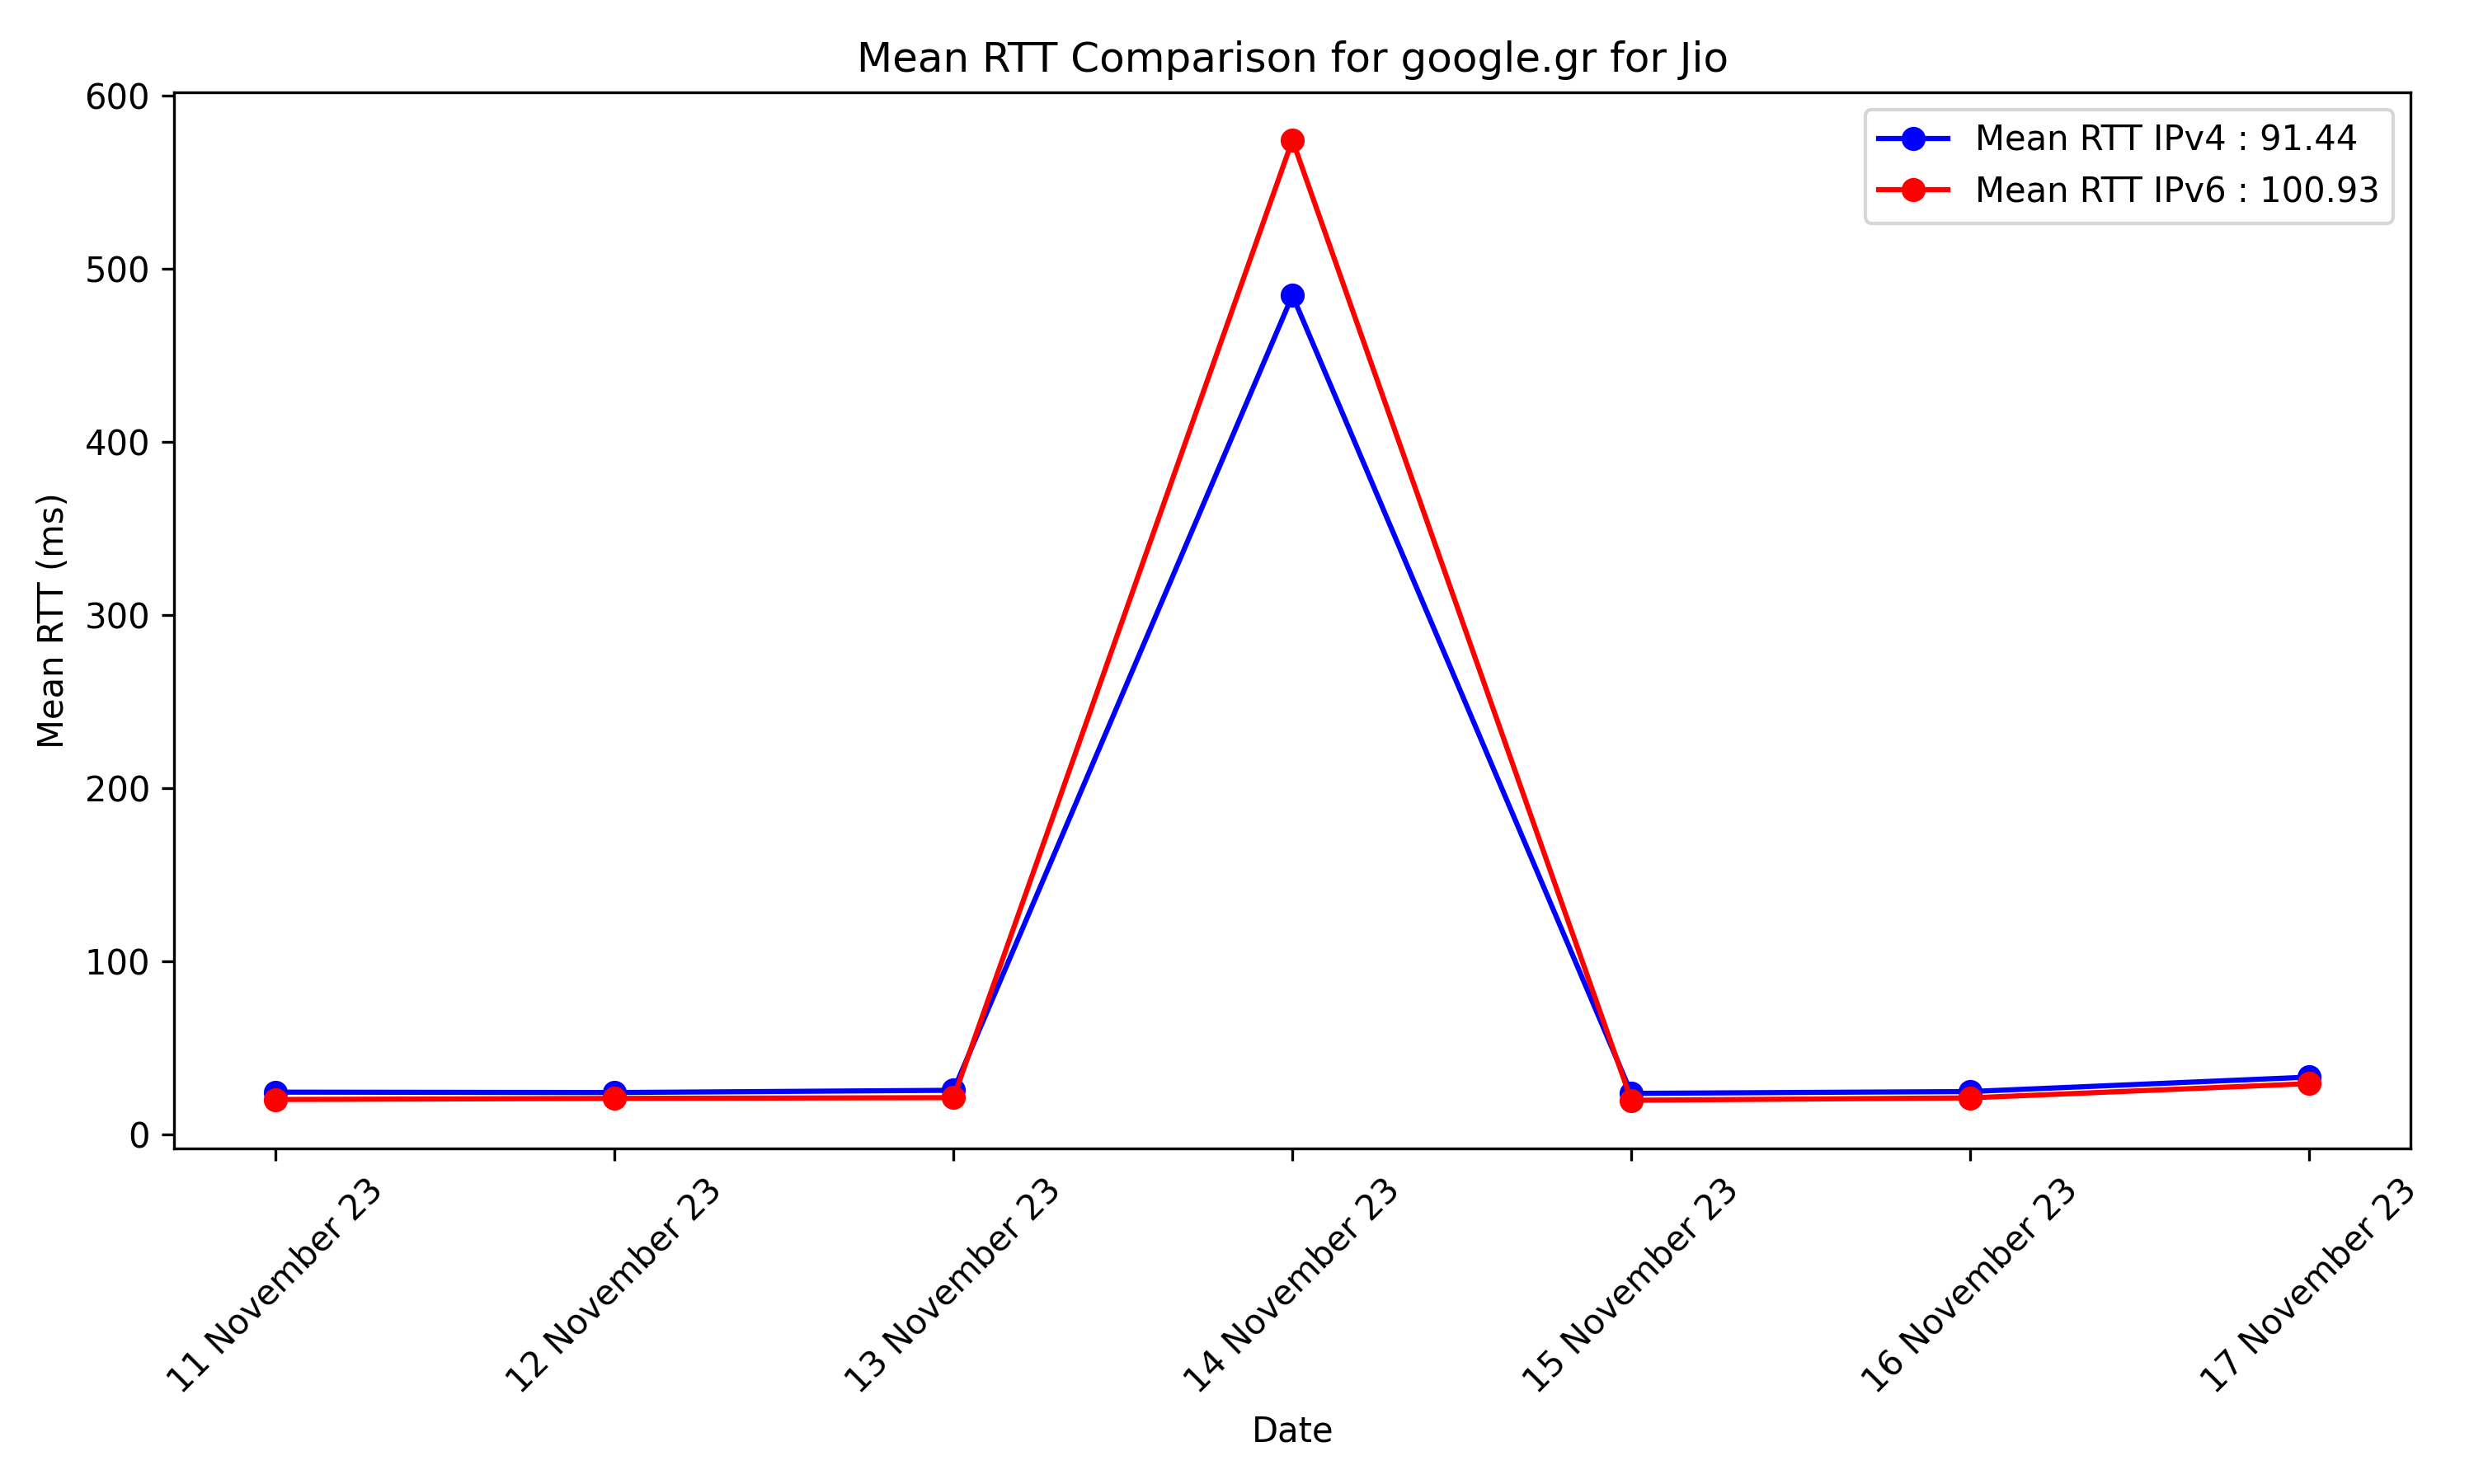 Mean RTT Comparison for google.gr for Jio
Mean RTT IPv4 : 91.44
Mean RTT IPv6 : 100.93
Mean RTT (ms)
600
500
400
300
200
100
0
11 November 23
12 November 23
13 November 23
14 November 23
15 November 23
16 November 23
17 November 23
Date